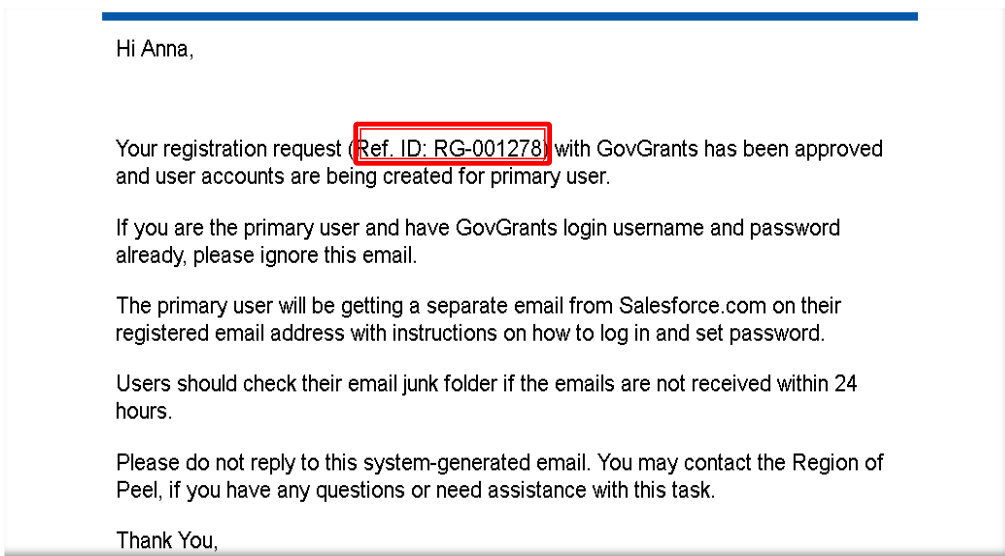 Hi Anna,
Your registration request (Ref. ID: RG-001278) with GovGrants has been approved
and user accounts are being created for primary user.
If you are the primary user and have GovGrants login username and password
already, please ignore this email.
The primary user will be getting a separate email from Salesforce.com on their
registered email address with instructions on how to log in and set password.
Users should check their email junk folder if the emails are not received within 24
hours.
Please do not reply to this system-generated email. You may contact the Region of
Peel, if you have any questions or need assistance with this task.
Thank You,